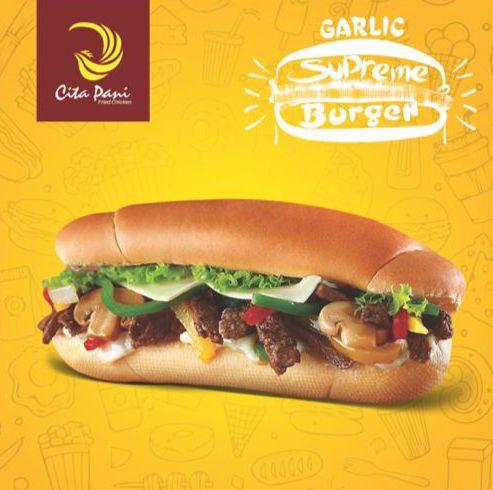 Cita Pani
Fried Chicken
GARLIC
Supreme
Burger